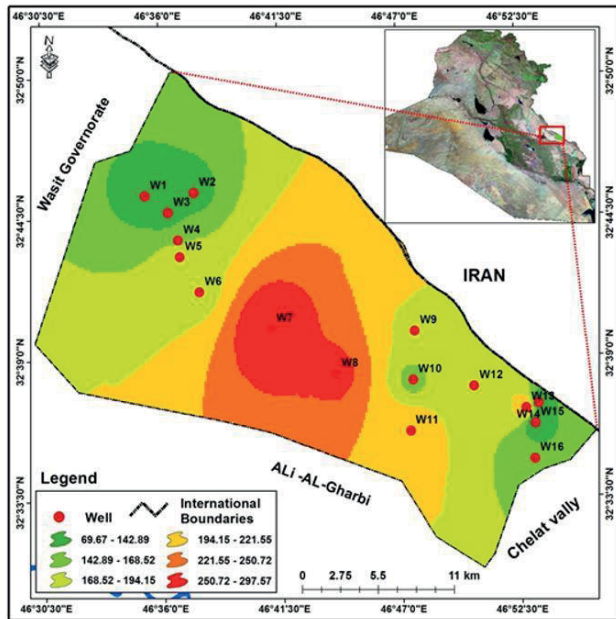 46°30'30"E 46°36'0"E 46°41'30"E 46°47'0"E 46°52'30"E
N
32°50'0"N
32°44'30"N
32°39'0"N
32°33'30"N
32°50'0"N
32°44'30"N
32°39'0"N
32°33'30"N
Wasit Governorate
W1
W2
W3
W4
W5
W6
IRAN
W7
W8
W9
W10
W12
W13
W14
W15
W11
W16
ALi -AL-Gharbi
Chelat vally
Legend
Well
International
Boundaries
69.67 - 142.89
194.15 - 221.55
142.89 - 168.52
221.55 - 250.72
168.52 - 194.15
250.72 - 297.57
0 2.75 5.5 11 km
46°30'30"E 46°36'0"E 46°41'30"E 46°47'0"E 46°52'30"E